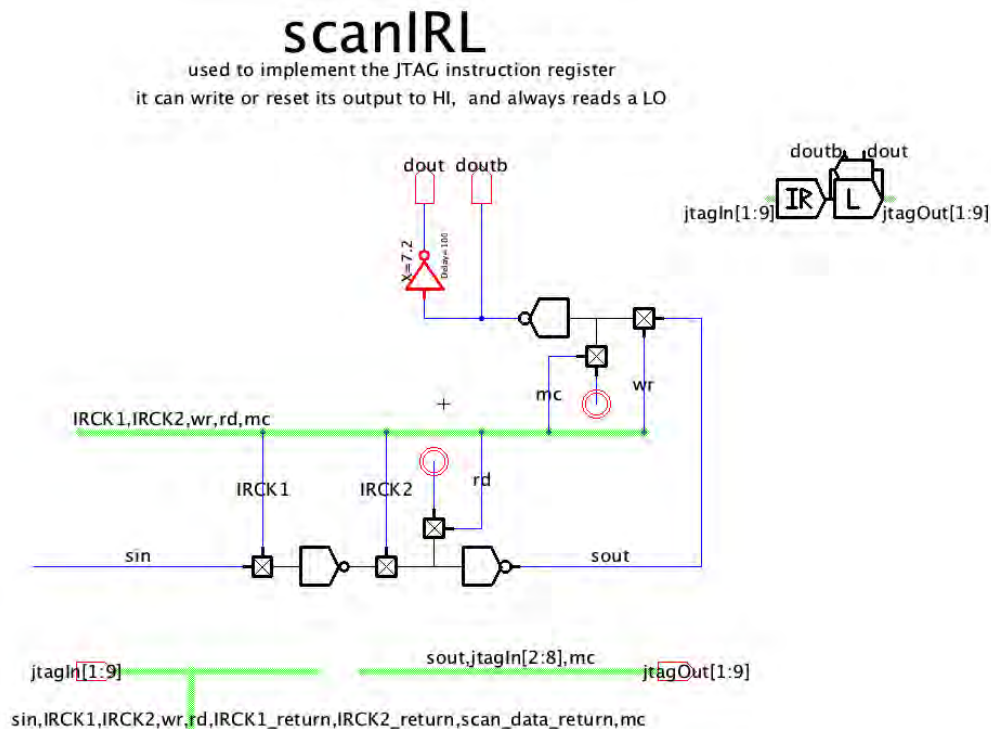 scanIRL
used to implement the JTAG instruction register
it can write or reset its output to HI,  and always reads a LO
dout doutb
doutb dout
IR L
jtagIn[1:9] jtagOut[1:9]
X=7.2
Delay=100
mc wr
IRCK1,IRCK2,wr,rd,mc
IRCK1 IRCK2 rd
sin sout
sout,jtagIn[2:8],mc
jtagIn[1:9] jtagOut[1:9]
sin,IRCK1,IRCK2,wr,rd,IRCK1_return,IRCK2_return,scan_data_return,mc